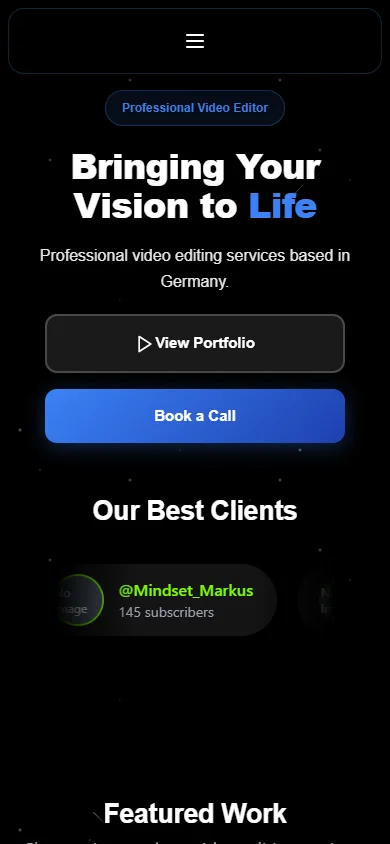 Professional Video Editor
Bringing Your
Vision to Life
Professional video editing services based in
Germany.
View Portfolio
Book a Call
Our Best Clients
@Mindset_Markus
145 subscribers
Featured Work